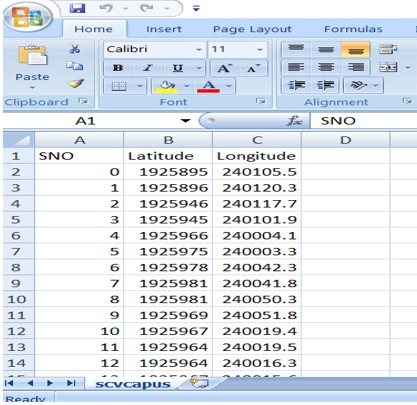 Home Insert Page Layout Formulas
Calibri 11
Paste B I U A A
A
Clipboard Font Alignment
A1 fx SNO
A B C D
1 SNO Latitude Longitude
2 0 1925895 240105.5
3 1 1925896 240120.3
4 2 1925946 240117.7
5 3 1925945 240101.9
6 4 1925966 240004.1
7 5 1925975 240003.3
8 6 1925978 240042.3
9 7 1925981 240041.8
10 8 1925981 240050.3
11 9 1925969 240051.8
12 10 1925967 240019.4
13 11 1925964 240019.5
14 12 1925964 240016.3
scvcapus
Ready